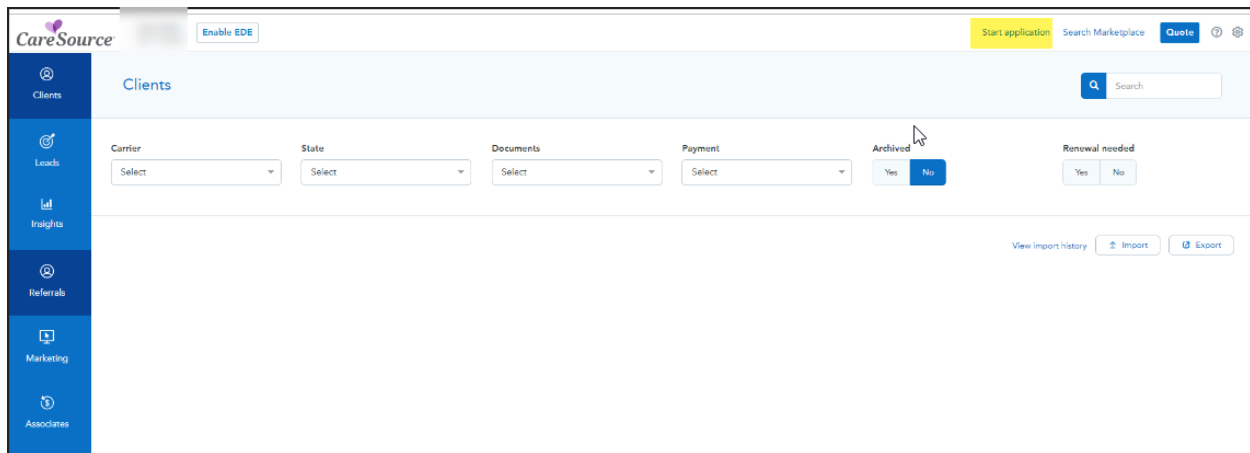 CareSource
Enable EDE
Start application
Search Marketplace
Quote
Clients
Leads
Insights
Referrals
Marketing
Associates
Clients
Search
Carrier
State
Documents
Payment
Archived
Renewal needed
Select
Select
Select
Select
Yes
No
Yes
No
View import history
Import
Export